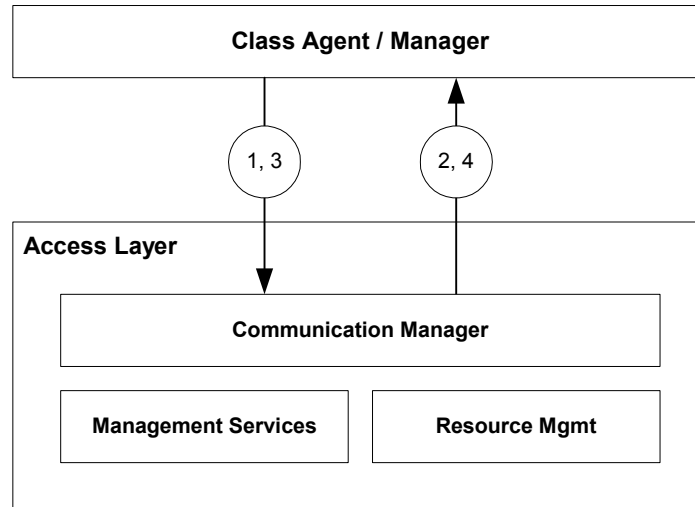 Class Agent / Manager
1, 3
2, 4
Access Layer
Communication Manager
Management Services
Resource Mgmt